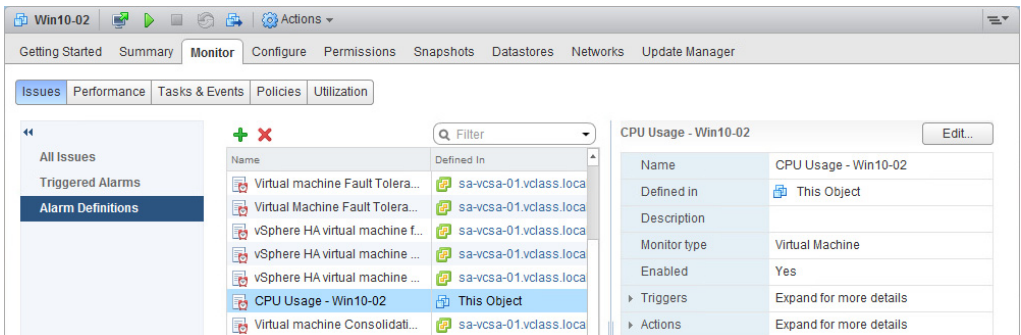 Win10-02 Actions
Getting Started Summary Monitor Configure Permissions Snapshots Datastores Networks Update Manager
Issues Performance Tasks & Events Policies Utilization
All Issues
Triggered Alarms
Alarm Definitions
Filter
Name Defined In
Virtual machine Fault Tolera... sa-vcsa-01.vclass.loca
Virtual Machine Fault Tolera... sa-vcsa-01.vclass.loca
vSphere HA virtual machine f... sa-vcsa-01.vclass.loca
vSphere HA virtual machine ... sa-vcsa-01.vclass.loca
vSphere HA virtual machine ... sa-vcsa-01.vclass.loca
CPU Usage - Win10-02 This Object
Virtual machine Consolidati... sa-vcsa-01.vclass.loca
CPU Usage - Win10-02 Edit...
Name CPU Usage - Win10-02
Defined in This Object
Description
Monitor type Virtual Machine
Enabled Yes
Triggers Expand for more details
Actions Expand for more details